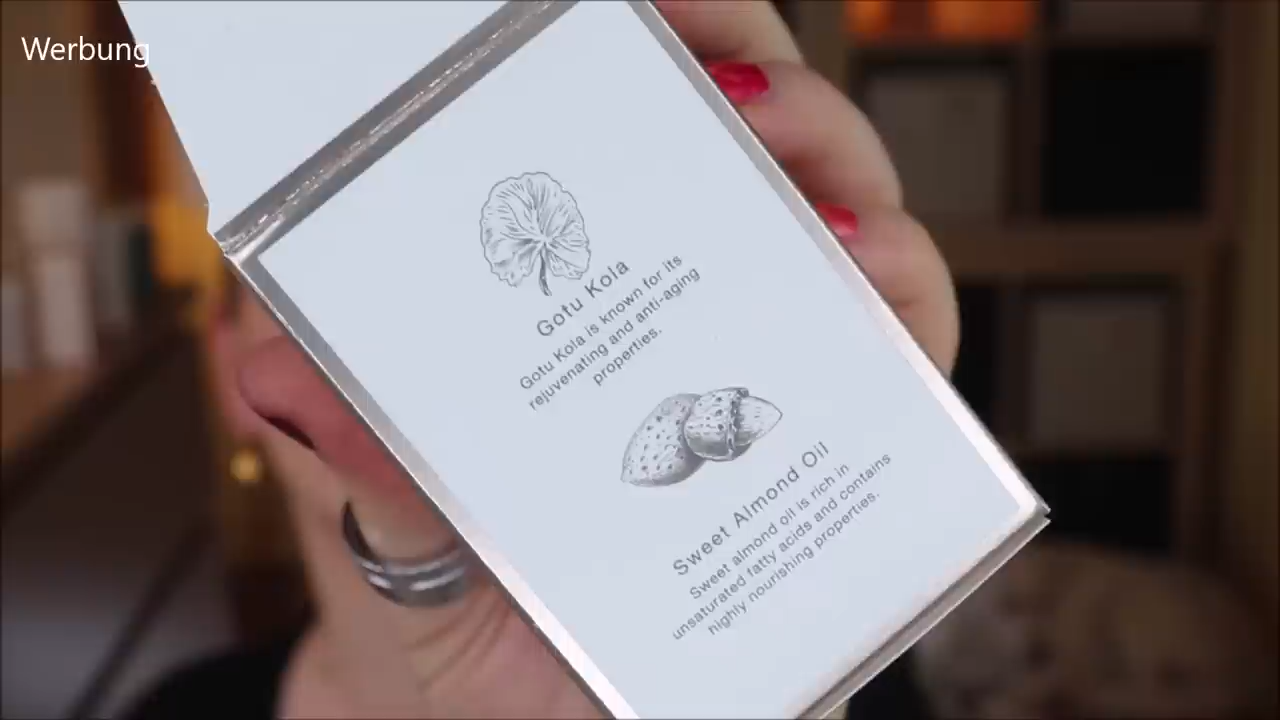 Werbung
Gotu Kola
Gotu Kola is known for its
rejuvenating and anti-aging
properties.
Sweet Almond Oil
Sweet almond oil is rich in
unsaturated fatty acids and contains
highly nourishing properties.